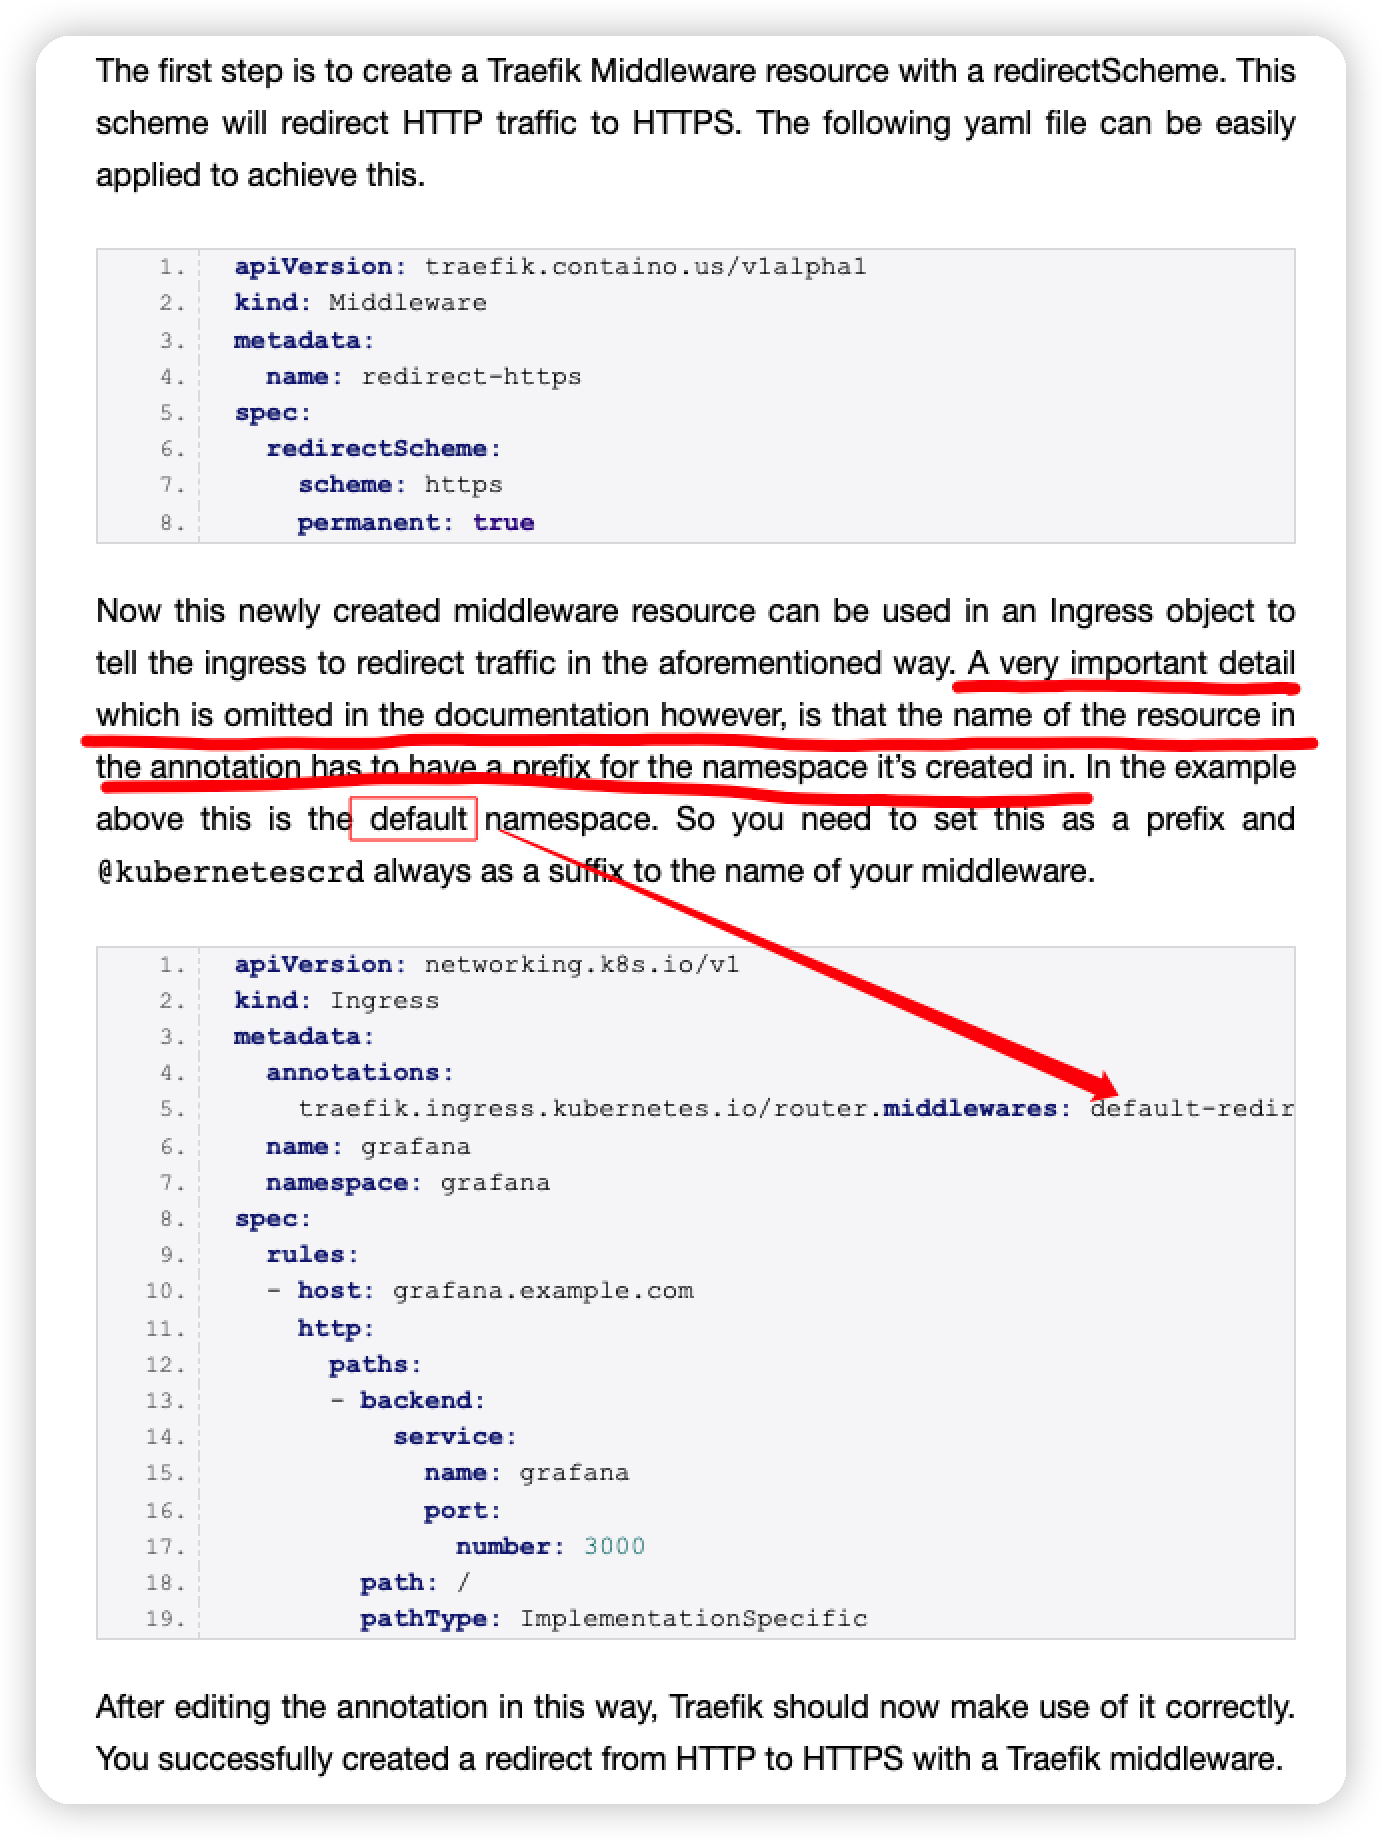 The first step is to create a Traefik Middleware resource with a redirectScheme. This
scheme will redirect HTTP traffic to HTTPS. The following yaml file can be easily
applied to achieve this.
1. apiVersion: traefik.containo.us/v1alpha1
2. kind: Middleware
3. metadata:
4.   name: redirect-https
5. spec:
6.   redirectScheme:
7.     scheme: https
8.     permanent: true
Now this newly created middleware resource can be used in an Ingress object to
tell the ingress to redirect traffic in the aforementioned way. A very important detail
which is omitted in the documentation however, is that the name of the resource in
the annotation has to have a prefix for the namespace it's created in. In the example
above this is the default namespace. So you need to set this as a prefix and
@kubernetescrd always as a suffix to the name of your middleware.
1. apiVersion: networking.k8s.io/v1
2. kind: Ingress
3. metadata:
4.   annotations:
5.     traefik.ingress.kubernetes.io/router.middlewares: default-redir
6.   name: grafana
7.   namespace: grafana
8. spec:
9.   rules:
10.   - host: grafana.example.com
11.     http:
12.       paths:
13.       - backend:
14.           service:
15.             name: grafana
16.             port:
17.               number: 3000
18.         path: /
19.         pathType: ImplementationSpecific
After editing the annotation in this way, Traefik should now make use of it correctly.
You successfully created a redirect from HTTP to HTTPS with a Traefik middleware.